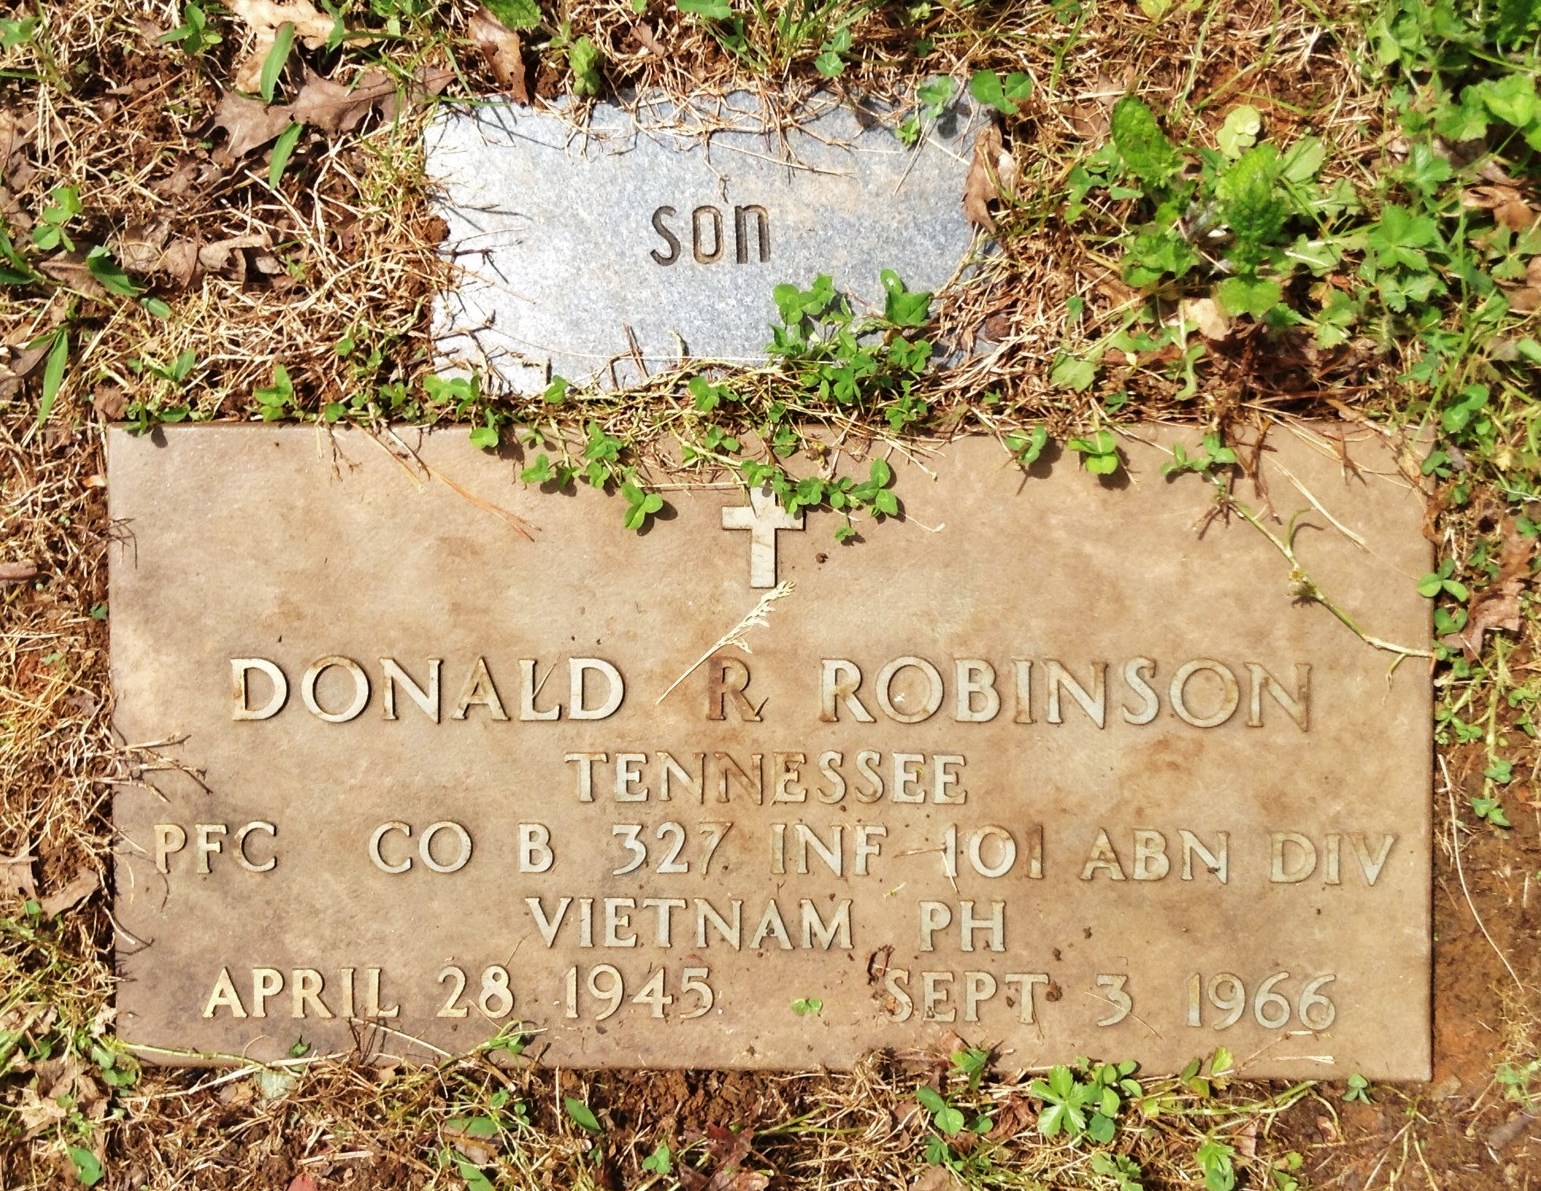 son
DONALD R ROBINSON
TENNESSEE
PFC CO B 327 INF 101 ABN DIV
VIETNAM PH
APRIL 28 1945 SEPT 3 1966